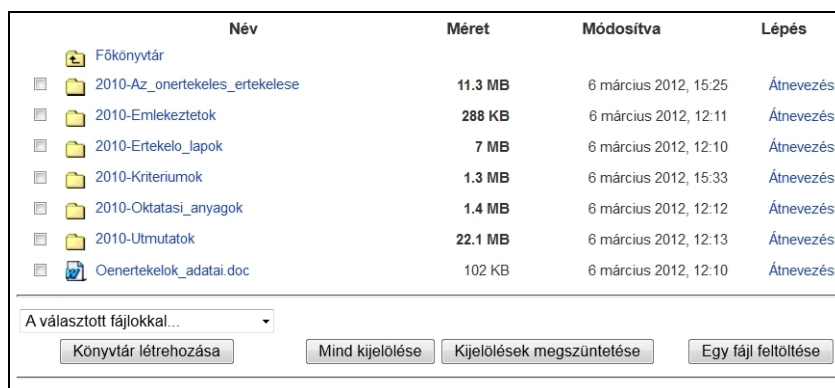 Név Méret Módosítva Lépés
Főkönyvtár
2010-Az_onertekeles_ertekelese 11.3 MB 6 március 2012, 15:25 Átnevezés
2010-Emlekeztetok 288 KB 6 március 2012, 12:11 Átnevezés
2010-Ertekelo_lapok 7 MB 6 március 2012, 12:10 Átnevezés
2010-Kriteriumok 1.3 MB 6 március 2012, 15:33 Átnevezés
2010-Oktatasi_anyagok 1.4 MB 6 március 2012, 12:12 Átnevezés
2010-Utmutatok 22.1 MB 6 március 2012, 12:13 Átnevezés
Oenertekelok_adatai.doc 102 KB 6 március 2012, 12:10 Átnevezés
A választott fájlokkal...
Könyvtár létrehozása Mind kijelölése Kijelölések megszüntetése Egy fájl feltöltése